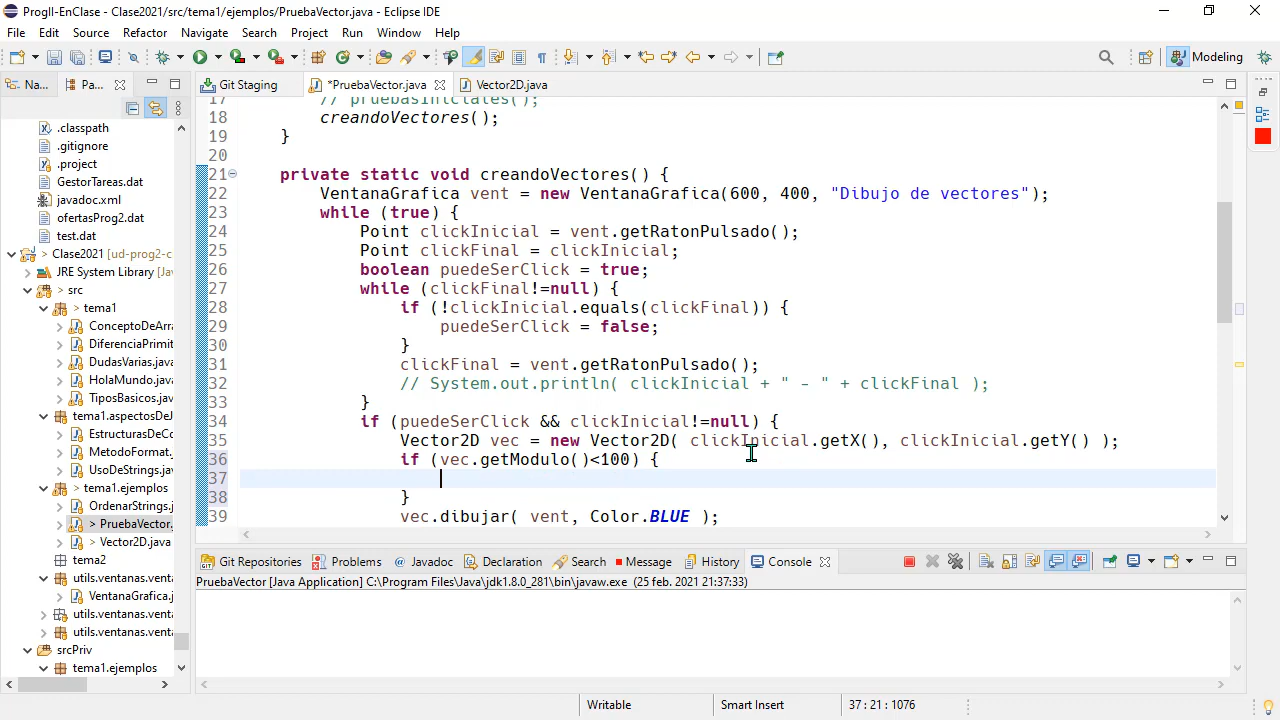 ProgII-EnClase - Clase2021/src/tema1/ejemplos/PruebaVector.java - Eclipse IDE
File Edit Source Refactor Navigate Search Project Run Window Help
Modeling
Na... Pa...
Git Staging *PruebaVector.java Vector2D.java
.classpath
.gitignore
.project
GestorTareas.dat
javadoc.xml
ofertasProg2.dat
test.dat
Clase2021 [ud-prog2-c
JRE System Library [Jav
> src
> tema1
ConceptoDeArra
DiferenciaPrimit
DudasVarias.java
HolaMundo.java
TiposBasicos.java
tema1.aspectosDeJ
EstructurasDeCo
MetodoFormat.j
UsoDeStrings.jav
> tema1.ejemplos
OrdenarStrings.j
> PruebaVector.
> Vector2D.java
tema2
utils.ventanas.vent
VentanaGrafica.j
utils.ventanas.vent
utils.ventanas.vent
srcPriv
tema1.ejemplos
17 // pruebasIniciales();
18 creandoVectores();
19 }
20
21 private static void creandoVectores() {
22 VentanaGrafica vent = new VentanaGrafica(600, 400, "Dibujo de vectores");
23 while (true) {
24 Point clickInicial = vent.getRatonPulsado();
25 Point clickFinal = clickInicial;
26 boolean puedeSerClick = true;
27 while (clickFinal!=null) {
28 if (!clickInicial.equals(clickFinal)) {
29 puedeSerClick = false;
30 }
31 clickFinal = vent.getRatonPulsado();
32 // System.out.println( clickInicial + " - " + clickFinal );
33 }
34 if (puedeSerClick && clickInicial!=null) {
35 Vector2D vec = new Vector2D( clickInicial.getX(), clickInicial.getY() );
36 if (vec.getModulo()<100) {
37
38 }
39 vec.dibujar( vent, Color.BLUE );
Git Repositories Problems Javadoc Declaration Search Message History Console
PruebaVector [Java Application] C:\Program Files\Java\jdk1.8.0_281\bin\javaw.exe (25 feb. 2021 21:37:33)
Writable Smart Insert 37 : 21 : 1076